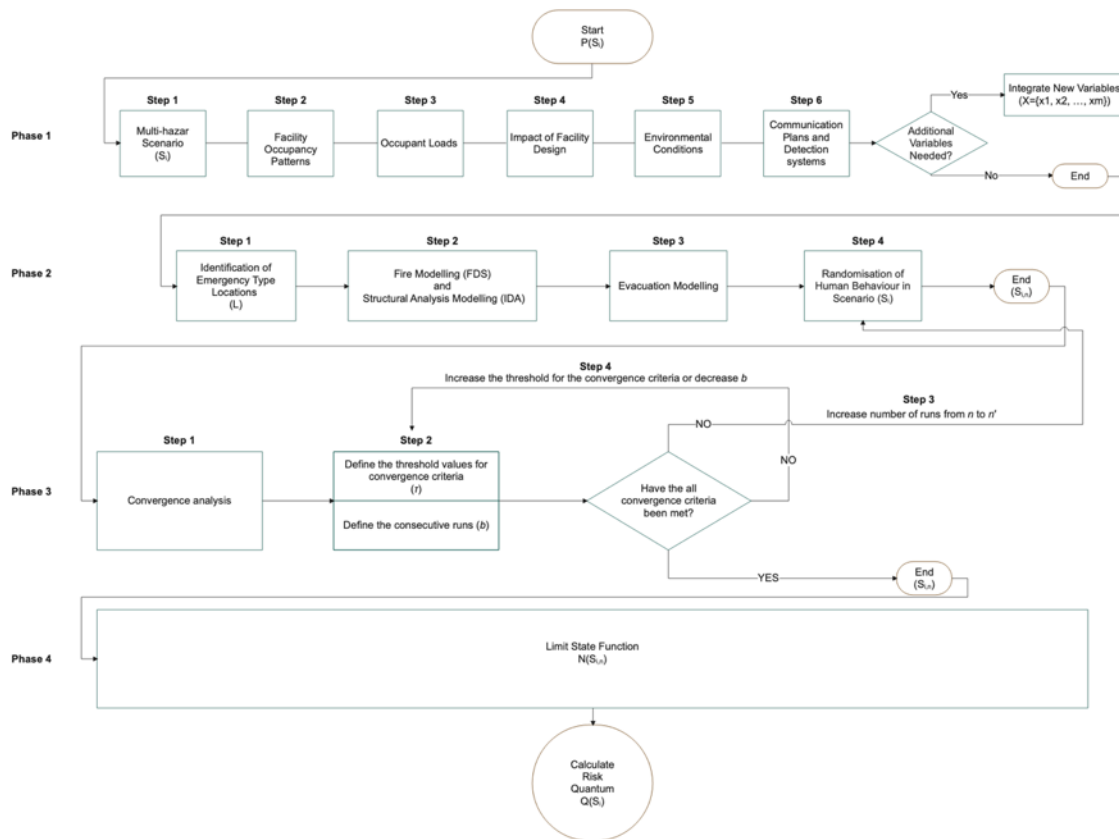 Start
P(Sᵢ)
Phase 1
Step 1
Multi-hazar
Scenario
(Sᵢ)
Step 2
Facility
Occupancy
Patterns
Step 3
Occupant Loads
Step 4
Impact of Facility
Design
Step 5
Environmental
Conditions
Step 6
Communication
Plans and
Detection
systems
Additional
Variables
Needed?
Yes
Integrate New Variables
(X={x1, x2, ..., xm})
No
End
Phase 2
Step 1
Identification of
Emergency Type
Locations
(L)
Step 2
Fire Modelling (FDS)
and
Structural Analysis Modelling (IDA)
Step 3
Evacuation Modelling
Step 4
Randomisation of
Human Behaviour in
Scenario (Sᵢ)
End
(Sᵢ,ₙ)
Step 4
Increase the threshold for the convergence criteria or decrease b
Step 3
Increase number of runs from n to n'
Phase 3
Step 1
Convergence analysis
Step 2
Define the threshold values for
convergence criteria
(τ)
Define the consecutive runs (b)
Have the all
convergence criteria
been met?
NO
NO
YES
End
(Sᵢ,ₙ)
Phase 4
Limit State Function
N(Sᵢ,ₙ)
Calculate
Risk
Quantum
Q(Sᵢ)